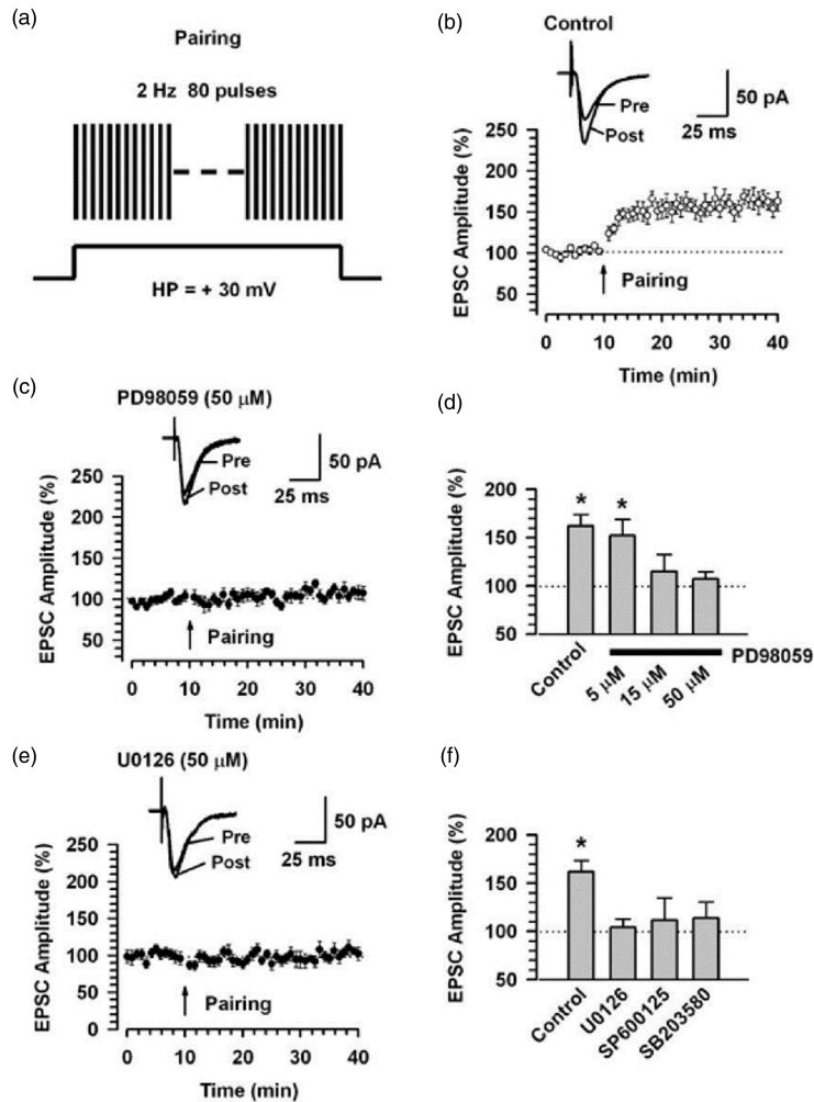 (a)
Pairing
2 Hz 80 pulses
HP = + 30 mV
(b)
Control
Pre
Post
50 pA
25 ms
EPSC Amplitude (%)
250
200
150
100
50
Pairing
0 10 20 30 40
Time (min)
(c)
PD98059 (50 μM)
Pre
Post
50 pA
25 ms
EPSC Amplitude (%)
250
200
150
100
50
Pairing
0 10 20 30 40
Time (min)
(d)
EPSC Amplitude (%)
200
150
100
50
* *
Control
5 μM
15 μM
50 μM
PD98059
(e)
U0126 (50 μM)
Pre
Post
50 pA
25 ms
EPSC Amplitude (%)
250
200
150
100
50
0
Pairing
0 10 20 30 40
Time (min)
(f)
EPSC Amplitude (%)
200
150
100
50
*
Control
U0126
SP600125
SB203580